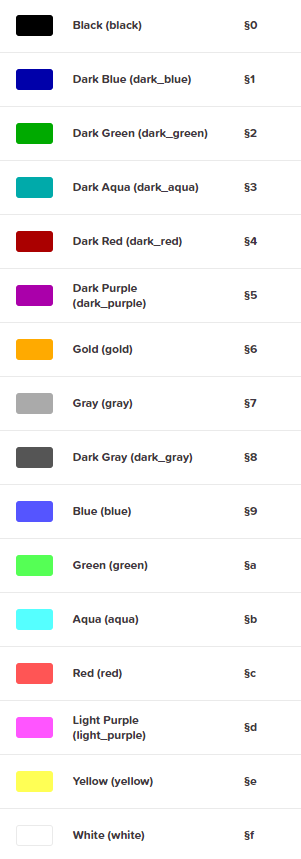 Black (black) §0
Dark Blue (dark_blue) §1
Dark Green (dark_green) §2
Dark Aqua (dark_aqua) §3
Dark Red (dark_red) §4
Dark Purple
(dark_purple) §5
Gold (gold) §6
Gray (gray) §7
Dark Gray (dark_gray) §8
Blue (blue) §9
Green (green) §a
Aqua (aqua) §b
Red (red) §c
Light Purple
(light_purple) §d
Yellow (yellow) §e
White (white) §f